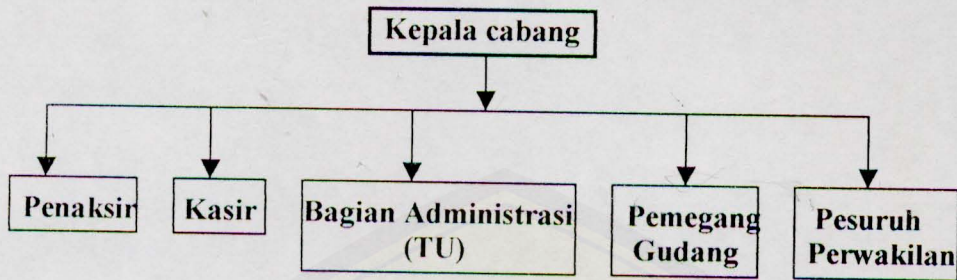 Kepala cabang
Penaksir
Kasir
Bagian Administrasi
(TU)
Pemegang
Gudang
Pesuruh
Perwakilan